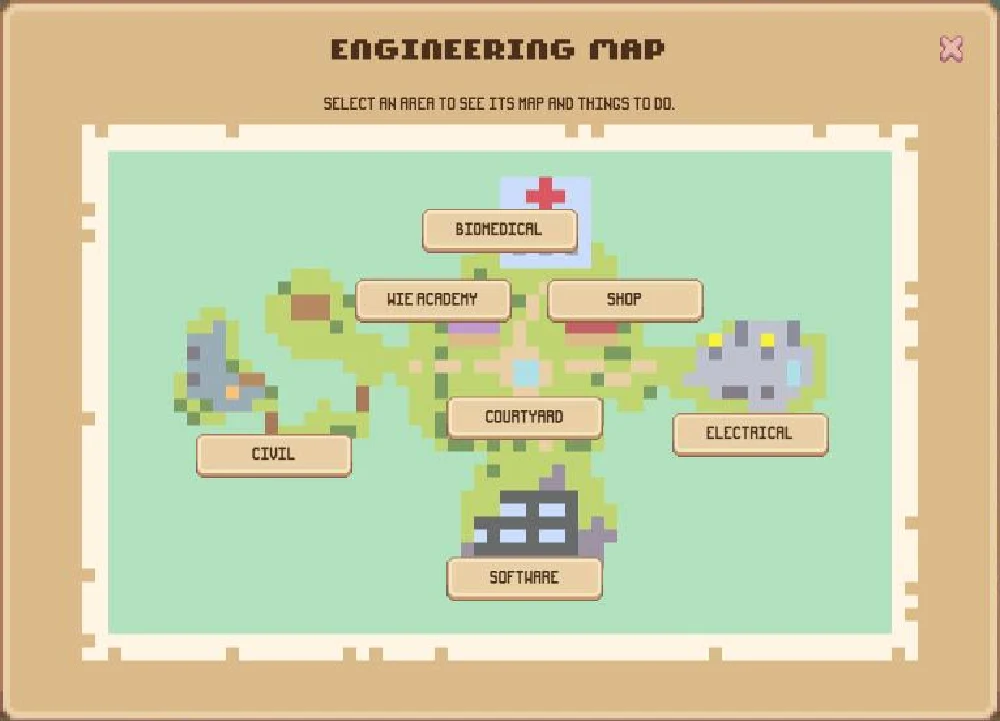 ENGINEERING MAP
SELECT AN AREA TO SEE ITS MAP AND THINGS TO DO.
BIOMEDICAL
WIE ACADEMY
SHOP
COURTYARD
ELECTRICAL
CIVIL
SOFTWARE